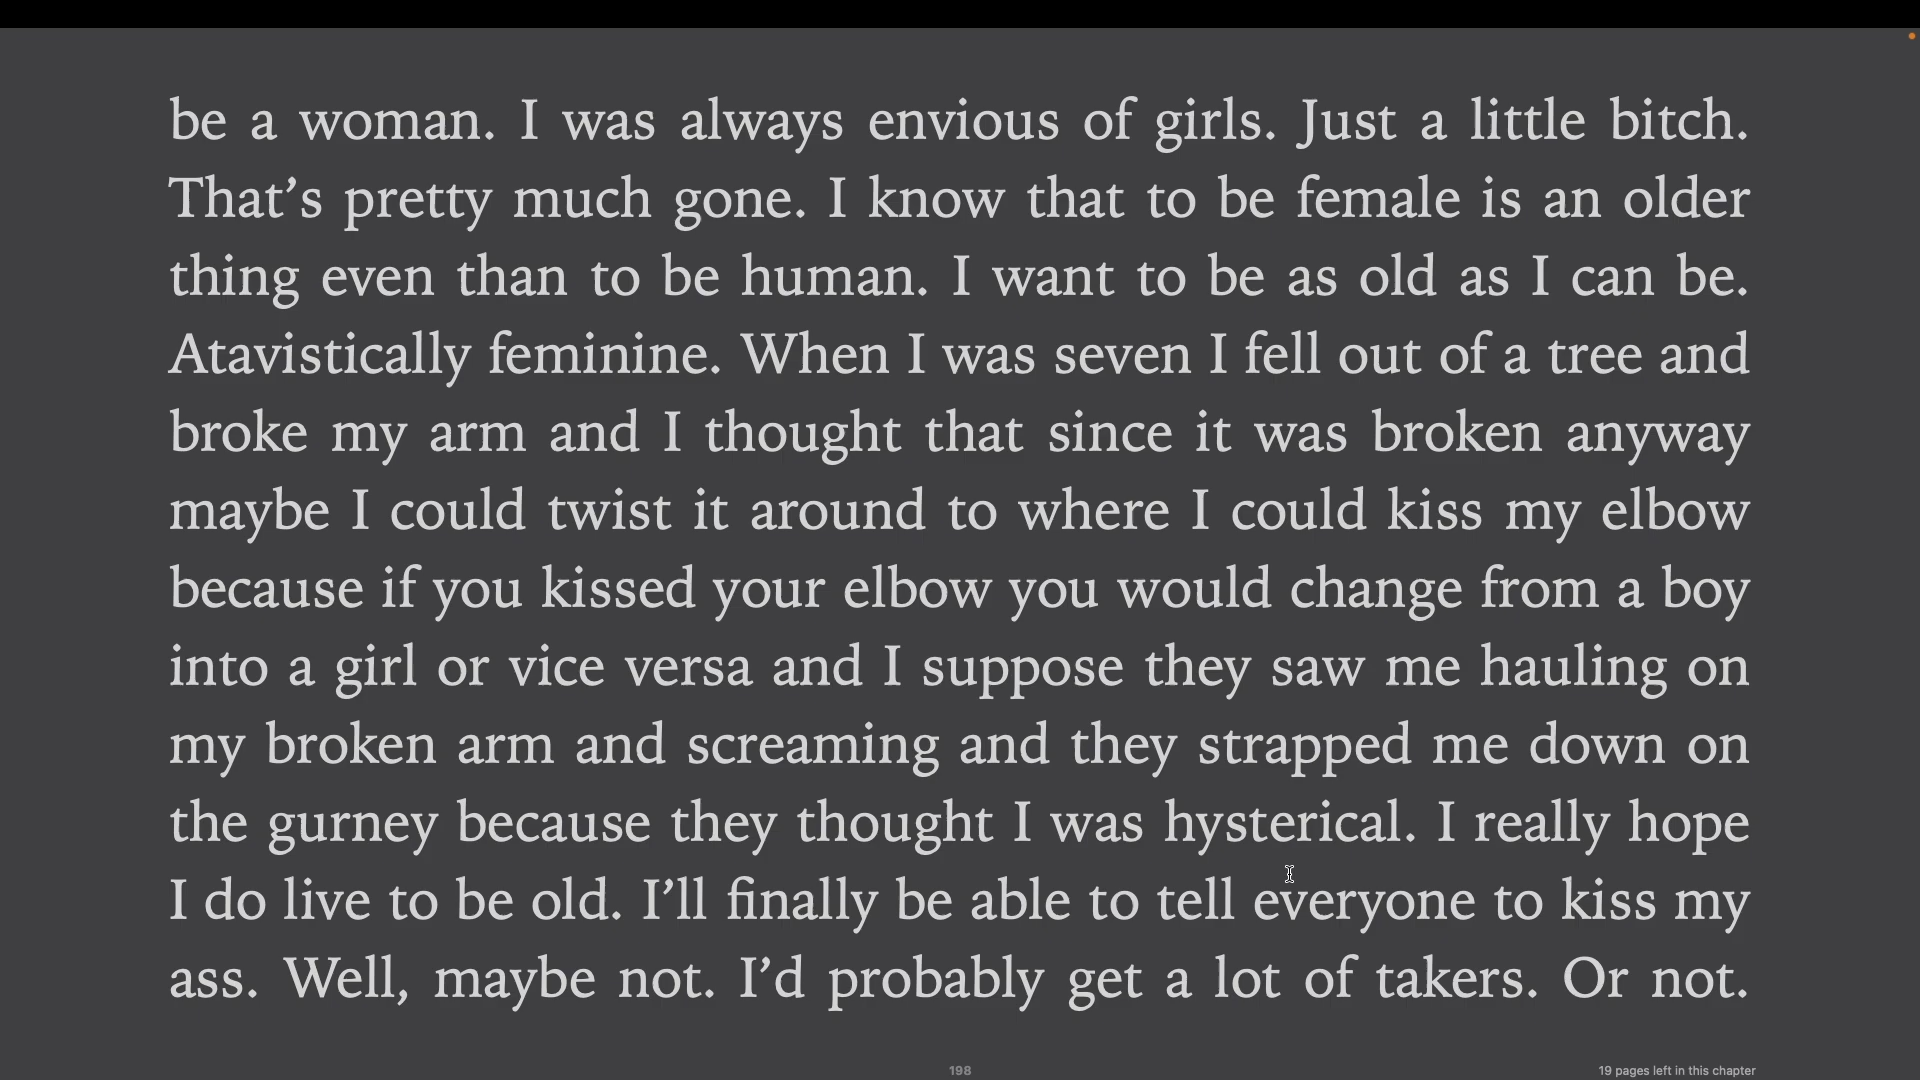 be a woman. I was always envious of girls. Just a little bitch.
That’s pretty much gone. I know that to be female is an older
thing even than to be human. I want to be as old as I can be.
Atavistically feminine. When I was seven I fell out of a tree and
broke my arm and I thought that since it was broken anyway
maybe I could twist it around to where I could kiss my elbow
because if you kissed your elbow you would change from a boy
into a girl or vice versa and I suppose they saw me hauling on
my broken arm and screaming and they strapped me down on
the gurney because they thought I was hysterical. I really hope
I do live to be old. I’ll finally be able to tell everyone to kiss my
ass. Well, maybe not. I’d probably get a lot of takers. Or not.
198
19 pages left in this chapter